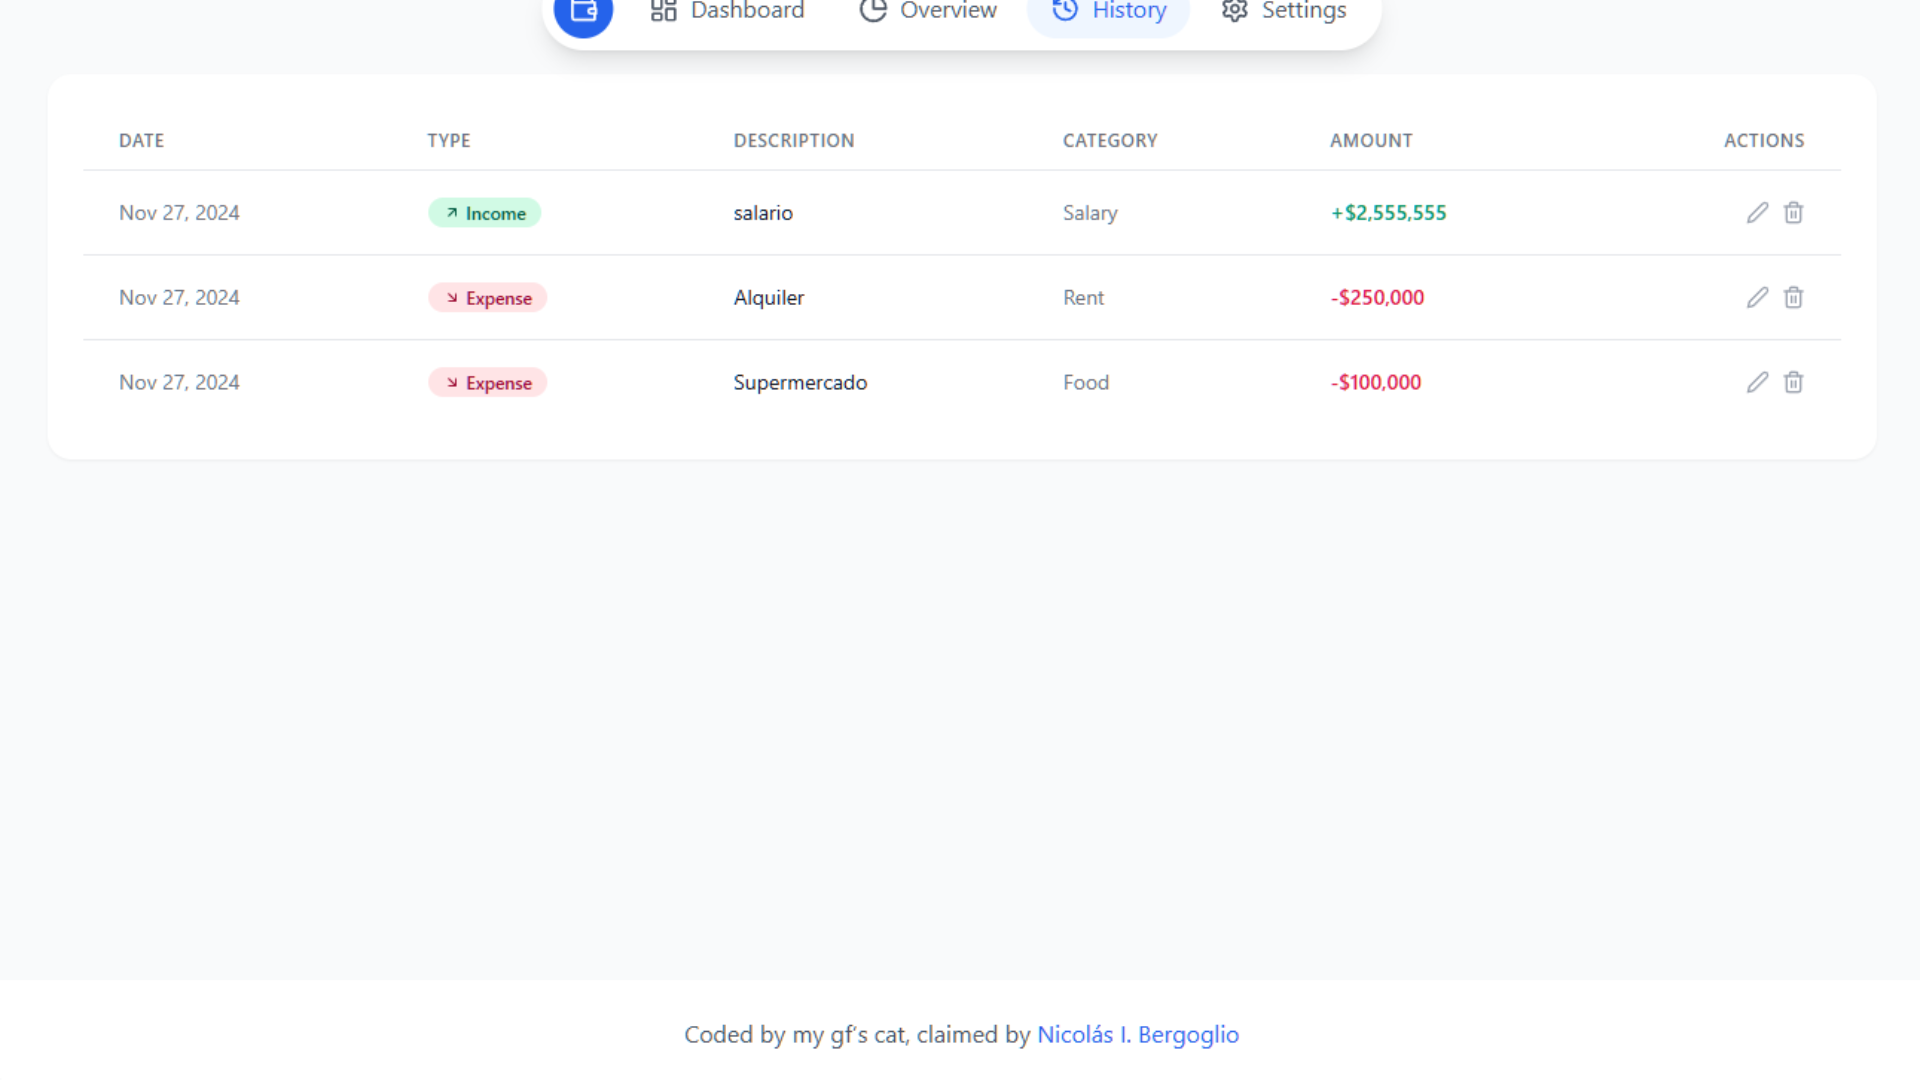 Dashboard Overview History Settings
DATE TYPE DESCRIPTION CATEGORY AMOUNT ACTIONS
Nov 27, 2024 Income salario Salary +$2,555,555
Nov 27, 2024 Expense Alquiler Rent -$250,000
Nov 27, 2024 Expense Supermercado Food -$100,000
Coded by my gf's cat, claimed by Nicolás I. Bergoglio